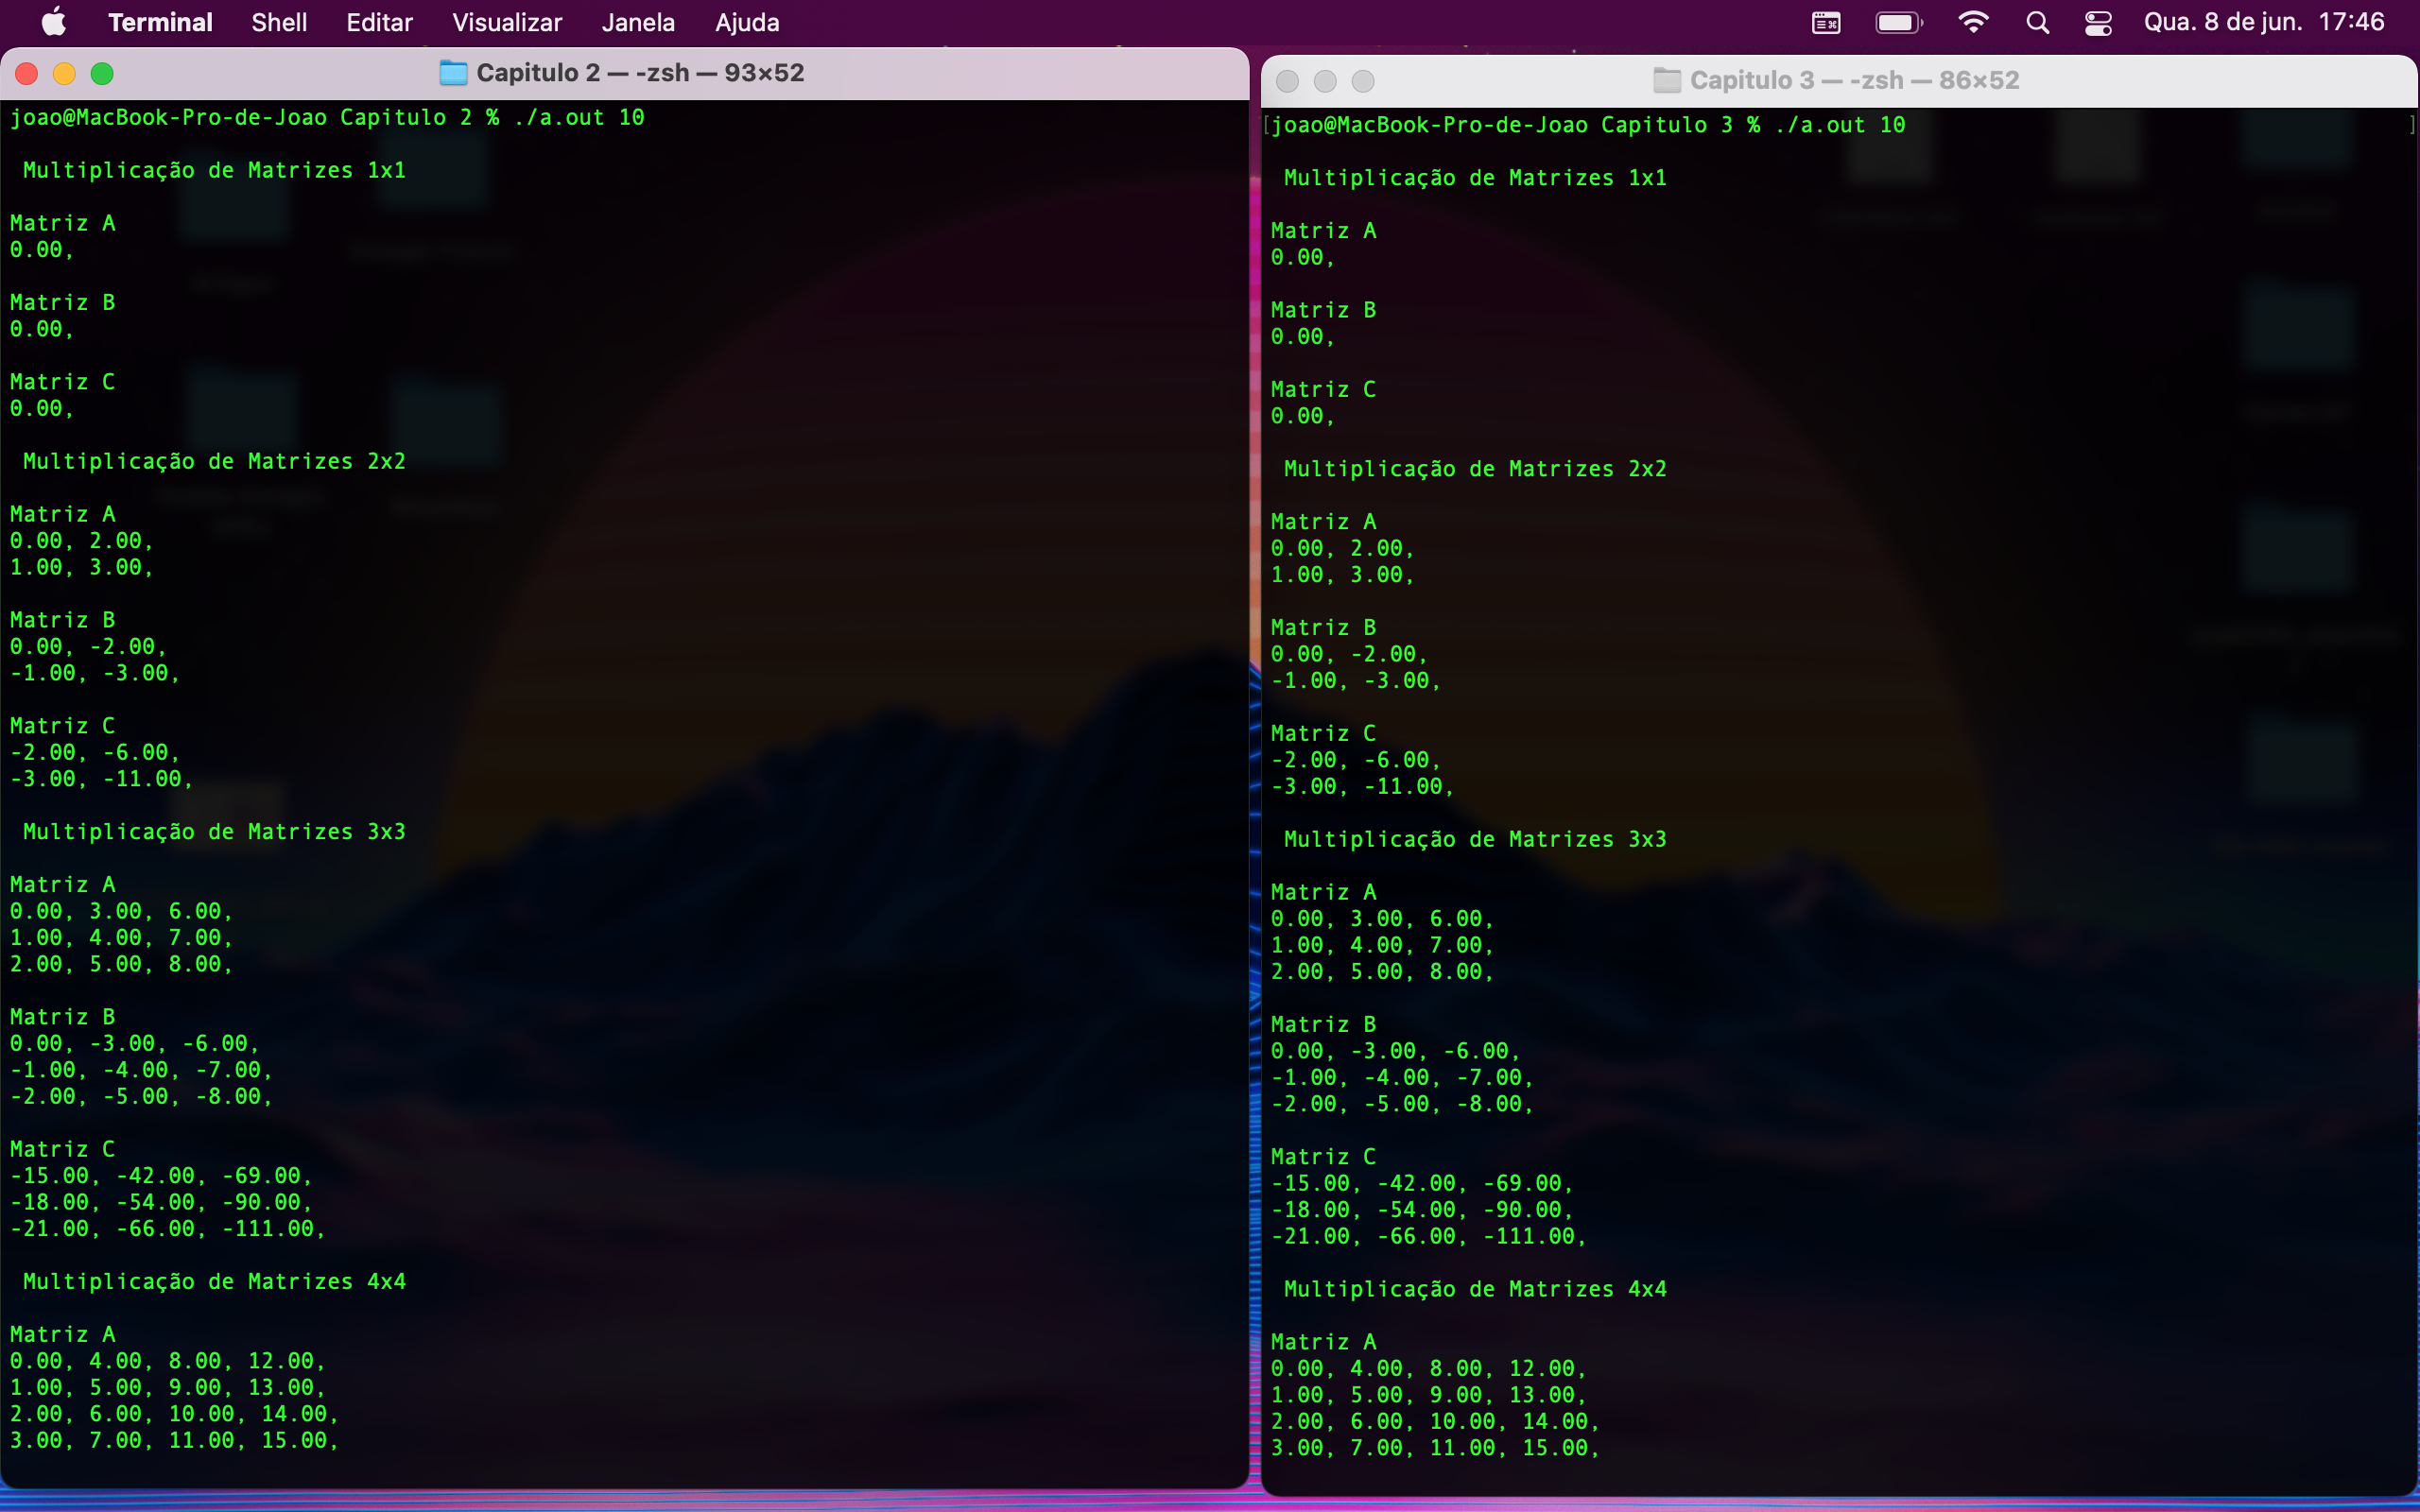 Terminal Shell Editar Visualizar Janela Ajuda Qua. 8 de jun. 17:46
Capitulo 2 — -zsh — 93×52
joao@MacBook-Pro-de-Joao Capitulo 2 % ./a.out 10
Multiplicação de Matrizes 1x1
Matriz A
0.00,
Matriz B
0.00,
Matriz C
0.00,
Multiplicação de Matrizes 2x2
Matriz A
0.00, 2.00,
1.00, 3.00,
Matriz B
0.00, -2.00,
-1.00, -3.00,
Matriz C
-2.00, -6.00,
-3.00, -11.00,
Multiplicação de Matrizes 3x3
Matriz A
0.00, 3.00, 6.00,
1.00, 4.00, 7.00,
2.00, 5.00, 8.00,
Matriz B
0.00, -3.00, -6.00,
-1.00, -4.00, -7.00,
-2.00, -5.00, -8.00,
Matriz C
-15.00, -42.00, -69.00,
-18.00, -54.00, -90.00,
-21.00, -66.00, -111.00,
Multiplicação de Matrizes 4x4
Matriz A
0.00, 4.00, 8.00, 12.00,
1.00, 5.00, 9.00, 13.00,
2.00, 6.00, 10.00, 14.00,
3.00, 7.00, 11.00, 15.00,
Capitulo 3 — -zsh — 86×52
[joao@MacBook-Pro-de-Joao Capitulo 3 % ./a.out 10 ]
Multiplicação de Matrizes 1x1
Matriz A
0.00,
Matriz B
0.00,
Matriz C
0.00,
Multiplicação de Matrizes 2x2
Matriz A
0.00, 2.00,
1.00, 3.00,
Matriz B
0.00, -2.00,
-1.00, -3.00,
Matriz C
-2.00, -6.00,
-3.00, -11.00,
Multiplicação de Matrizes 3x3
Matriz A
0.00, 3.00, 6.00,
1.00, 4.00, 7.00,
2.00, 5.00, 8.00,
Matriz B
0.00, -3.00, -6.00,
-1.00, -4.00, -7.00,
-2.00, -5.00, -8.00,
Matriz C
-15.00, -42.00, -69.00,
-18.00, -54.00, -90.00,
-21.00, -66.00, -111.00,
Multiplicação de Matrizes 4x4
Matriz A
0.00, 4.00, 8.00, 12.00,
1.00, 5.00, 9.00, 13.00,
2.00, 6.00, 10.00, 14.00,
3.00, 7.00, 11.00, 15.00,